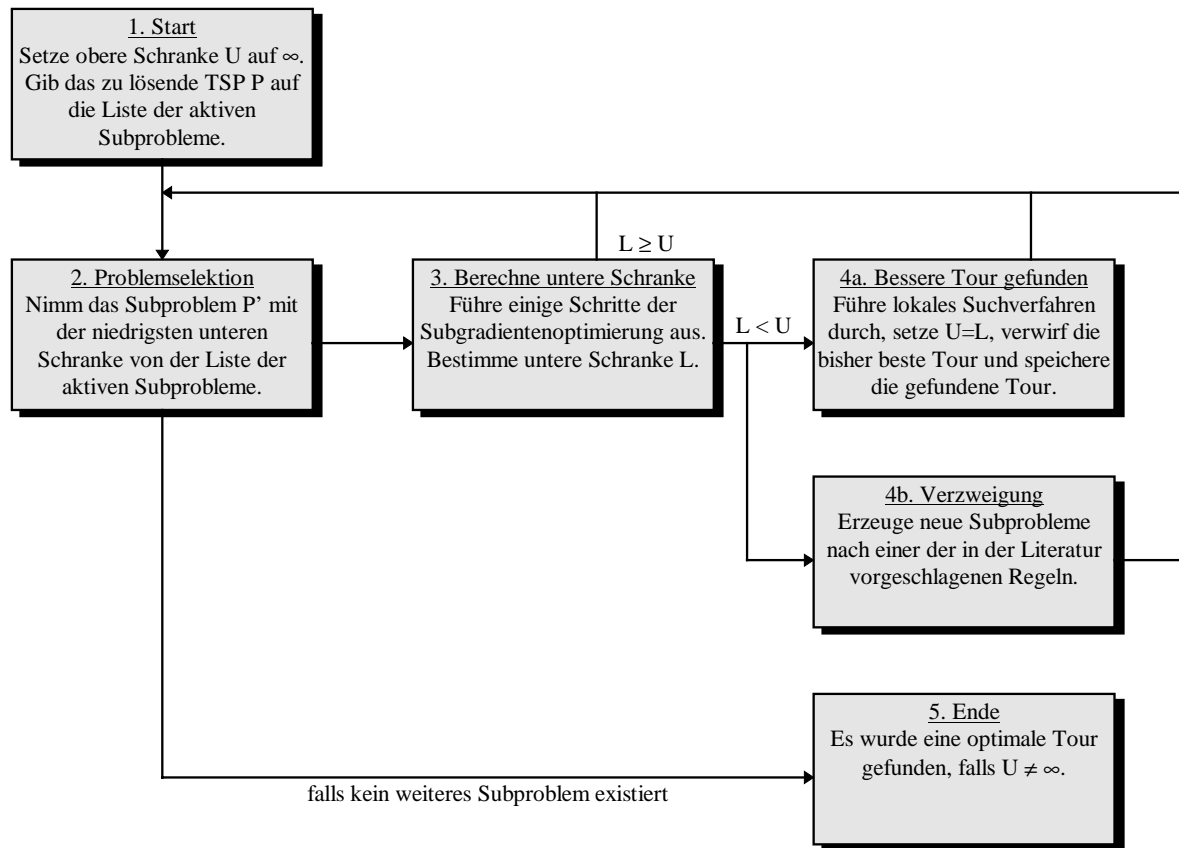 1. Start
Setze obere Schranke U auf ∞.
Gib das zu lösende TSP P auf
die Liste der aktiven
Subprobleme.
L ≥ U
2. Problemselektion
Nimm das Subproblem P’ mit
der niedrigsten unteren
Schranke von der Liste der
aktiven Subprobleme.
3. Berechne untere Schranke
Führe einige Schritte der
Subgradientenoptimierung aus.
Bestimme untere Schranke L.
L < U
4a. Bessere Tour gefunden
Führe lokales Suchverfahren
durch, setze U=L, verwirf die
bisher beste Tour und speichere
die gefundene Tour.
4b. Verzweigung
Erzeuge neue Subprobleme
nach einer der in der Literatur
vorgeschlagenen Regeln.
5. Ende
Es wurde eine optimale Tour
gefunden, falls U ≠ ∞.
falls kein weiteres Subproblem existiert